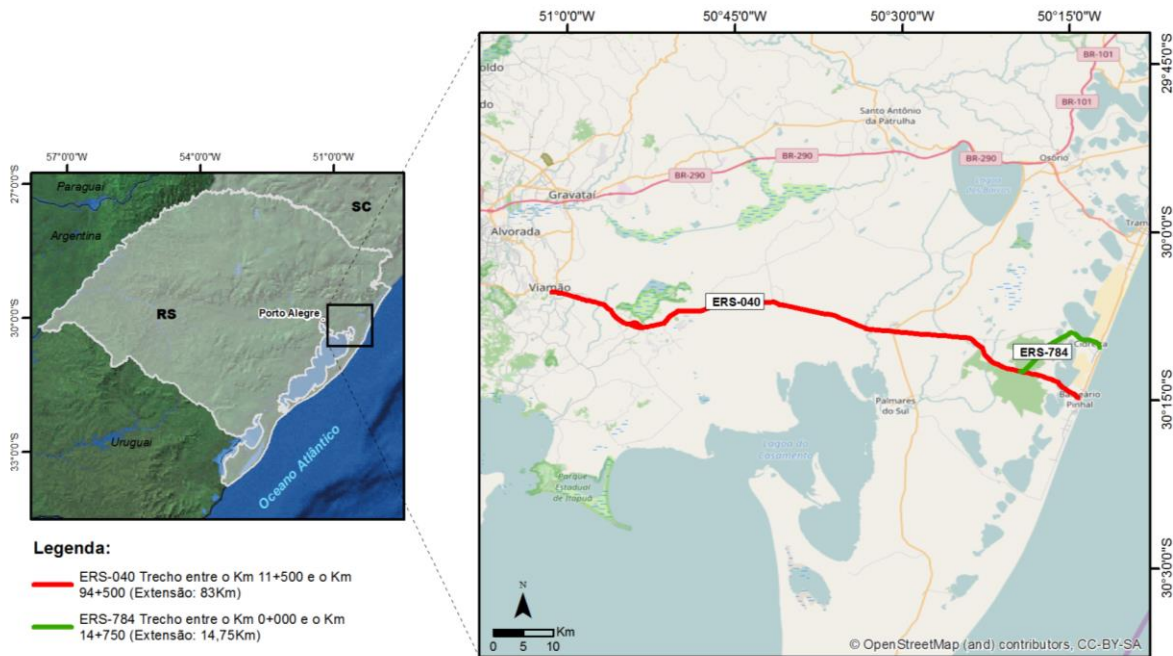 57°0'W
54°0'W
51°0'0"W
27°0'S
30°0'0"S
33°0'S
Paraguai
Argentina
SC
RS
Porto Alegre
Uruguai
Oceano Atlântico
Legenda:
ERS-040 Trecho entre o Km 11+500 e o Km
94+500 (Extensão: 83Km)
ERS-784 Trecho entre o Km 0+000 e o Km
14+750 (Extensão: 14,75Km)
51°0'0"W
50°45'0"W
50°30'0"W
50°15'0"W
29°45'0"S
30°0'0"S
30°15'0"S
30°30'0"S
BR-101
BR-101
Santo Antônio
da Patrulha
BR-290
BR-290
BR-290
Osório
Gravataí
Alvorada
Viamão
ERS-040
ERS-784
Balneário
Pinhal
Palmares
do Sul
Lagoa do
Casamento
Parque
Estadual
de Itapuã
N
0 5 10 Km
© OpenStreetMap (and) contributors, CC-BY-SA